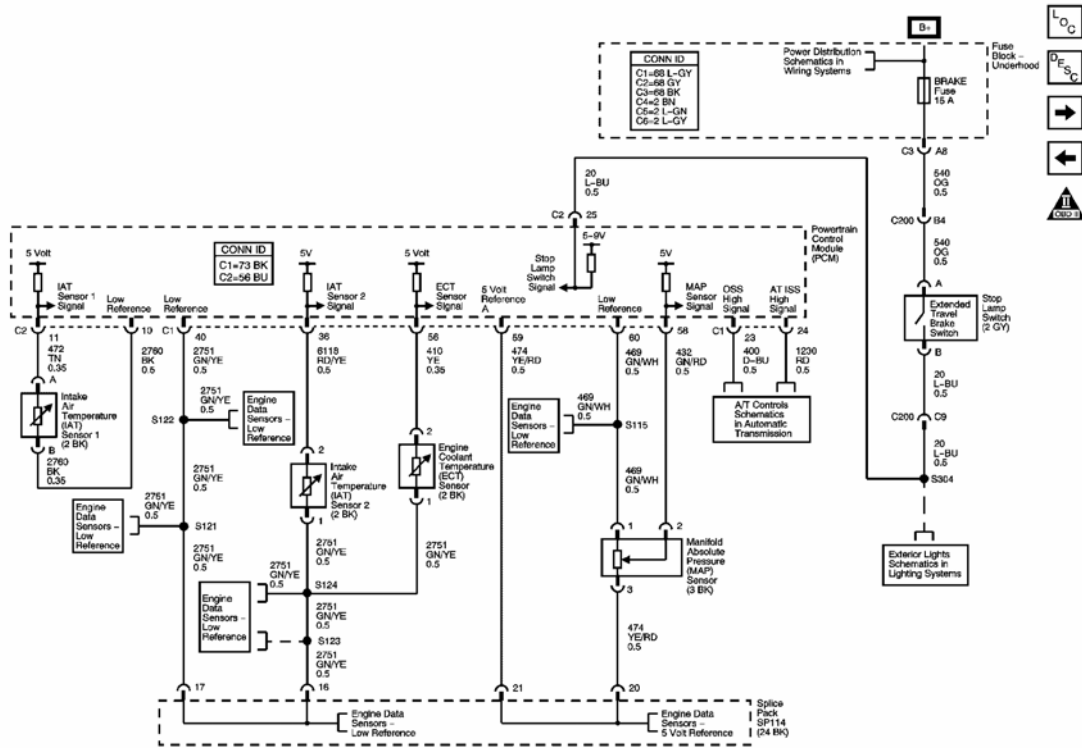 B+
L
O
C
Power Distribution
Schematics in
Wiring Systems
Fuse
Block –
Underhood
CONN ID
C1=68 L-GY
C2=68 GY
C3=68 BK
C4=2 BN
C5=2 L-GN
C6=2 L-GY
BRAKE
Fuse
15 A
D
E
S
C
C3 A8
540
OG
0.5
II
OBD II
20
L-BU
0.5
C2 25
C200 B4
Powertrain
Control
Module
(PCM)
540
OG
0.5
5 Volt
CONN ID
C1=73 BK
C2=56 BU
5V
5 Volt
Stop
Lamp
Switch
Signal
5–9V
5V
IAT
Sensor 1
Signal
Low
Reference
Low
Reference
IAT
Sensor 2
Signal
ECT
Sensor
Signal
5 Volt
Reference
A
Low
Reference
MAP
Sensor
Signal
OSS
High
Signal
AT ISS
High
Signal
A
Extended
Travel
Brake
Switch
Stop
Lamp
Switch
(2 GY)
B
C2 11
10
C1 40
36
56
59
60
58
C1 23
24
472
TN
0.35
2760
BK
0.5
2751
GN/YE
0.5
6118
RD/YE
0.5
410
YE
0.35
474
YE/RD
0.5
469
GN/WH
0.5
432
GN/RD
0.5
400
D-BU
0.5
1230
RD
0.5
20
L-BU
0.5
A
Intake
Air
Temperature
(IAT)
Sensor 1
(2 BK)
B
2760
BK
0.35
2751
GN/YE
0.5
S122
Engine
Data
Sensors –
Low
Reference
2
Engine
Coolant
Temperature
(ECT)
Sensor
(2 BK)
1
Engine
Data
Sensors –
Low
Reference
469
GN/WH
0.5
S115
A/T Controls
Schematics
in Automatic
Transmission
C200 C9
20
L-BU
0.5
S304
2751
GN/YE
0.5
2
Intake
Air
Temperature
(IAT)
Sensor 2
(2 BK)
1
469
GN/WH
0.5
2751
GN/YE
0.5
Engine
Data
Sensors –
Low
Reference
S121
2751
GN/YE
0.5
2751
GN/YE
0.5
2751
GN/YE
0.5
1
2
Manifold
Absolute
Pressure
(MAP)
Sensor
(3 BK)
3
Exterior Lights
Schematics in
Lighting Systems
2751
GN/YE
0.5
S124
Engine
Data
Sensors –
Low
Reference
2751
GN/YE
0.5
S123
2751
GN/YE
0.5
474
YE/RD
0.5
17
16
21
20
Engine Data
Sensors –
Low Reference
Engine Data
Sensors –
5 Volt Reference
Splice
Pack
SP114
(24 BK)